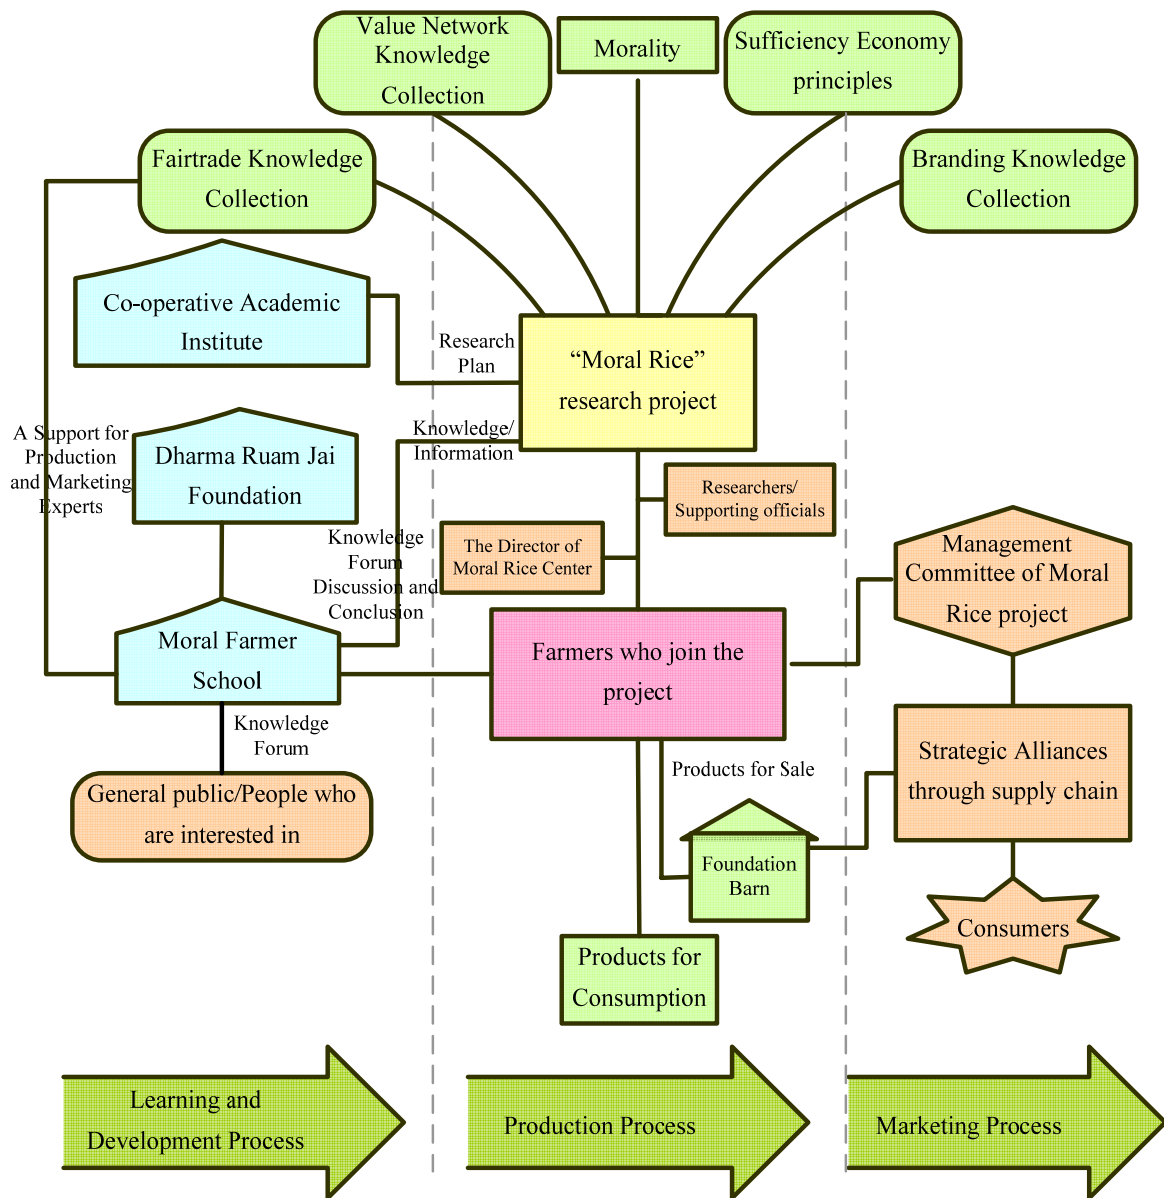 Value Network
Knowledge
Collection
Morality
Sufficiency Economy
principles
Fairtrade Knowledge
Collection
Branding Knowledge
Collection
Co-operative Academic
Institute
Research
Plan
“Moral Rice”
research project
A Support for
Production
and Marketing
Experts
Dharma Ruam Jai
Foundation
Knowledge/
Information
Researchers/
Supporting officials
The Director of
Moral Rice Center
Knowledge
Forum
Discussion and
Conclusion
Management
Committee of Moral
Rice project
Moral Farmer
School
Farmers who join the
project
Knowledge
Forum
Products for Sale
Strategic Alliances
through supply chain
General public/People who
are interested in
Foundation
Barn
Consumers
Products for
Consumption
Learning and
Development Process
Production Process
Marketing Process